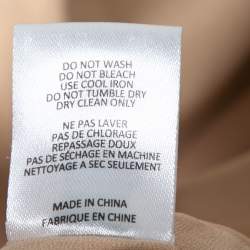 DO NOT WASH
DO NOT BLEACH
USE COOL IRON
DO NOT TUMBLE DRY
DRY CLEAN ONLY
NE PAS LAVER
PAS DE CHLORAGE
REPASSAGE DOUX
PAS DE SÉCHAGE EN MACHINE
NETTOYAGE A SEC SEULEMENT
MADE IN CHINA
FABRIQUE EN CHINE